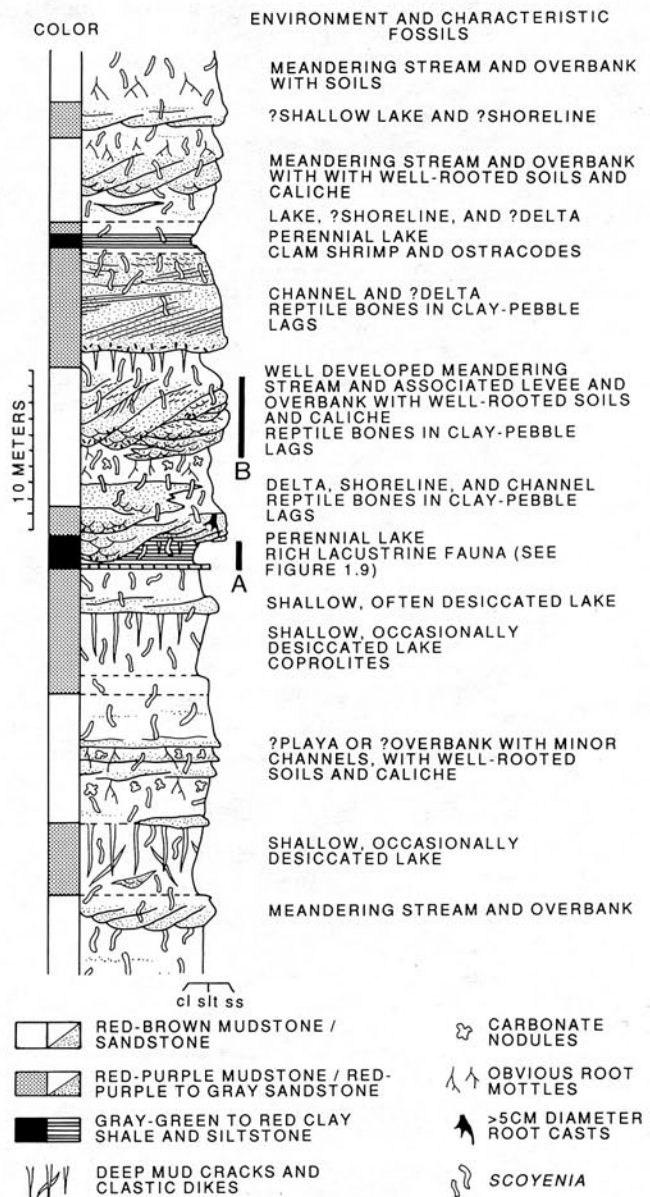 COLOR
ENVIRONMENT AND CHARACTERISTIC
FOSSILS
MEANDERING STREAM AND OVERBANK
WITH SOILS
?SHALLOW LAKE AND ?SHORELINE
MEANDERING STREAM AND OVERBANK
WITH WITH WELL-ROOTED SOILS AND
CALICHE
LAKE, ?SHORELINE, AND ?DELTA
PERENNIAL LAKE
CLAM SHRIMP AND OSTRACODES
CHANNEL AND ?DELTA
REPTILE BONES IN CLAY-PEBBLE
LAGS
WELL DEVELOPED MEANDERING
STREAM AND ASSOCIATED LEVEE AND
OVERBANK WITH WELL-ROOTED SOILS
AND CALICHE
REPTILE BONES IN CLAY-PEBBLE
LAGS
10 METERS
B
DELTA, SHORELINE, AND CHANNEL
REPTILE BONES IN CLAY-PEBBLE
LAGS
PERENNIAL LAKE
RICH LACUSTRINE FAUNA (SEE
FIGURE 1.9)
A
SHALLOW, OFTEN DESICCATED LAKE
SHALLOW, OCCASIONALLY
DESICCATED LAKE
COPROLITES
?PLAYA OR ?OVERBANK WITH MINOR
CHANNELS, WITH WELL-ROOTED
SOILS AND CALICHE
SHALLOW, OCCASIONALLY
DESICCATED LAKE
MEANDERING STREAM AND OVERBANK
cl slt ss
RED-BROWN MUDSTONE /
SANDSTONE
RED-PURPLE MUDSTONE / RED-
PURPLE TO GRAY SANDSTONE
GRAY-GREEN TO RED CLAY
SHALE AND SILTSTONE
DEEP MUD CRACKS AND
CLASTIC DIKES
CARBONATE
NODULES
OBVIOUS ROOT
MOTTLES
>5CM DIAMETER
ROOT CASTS
SCOYENIA